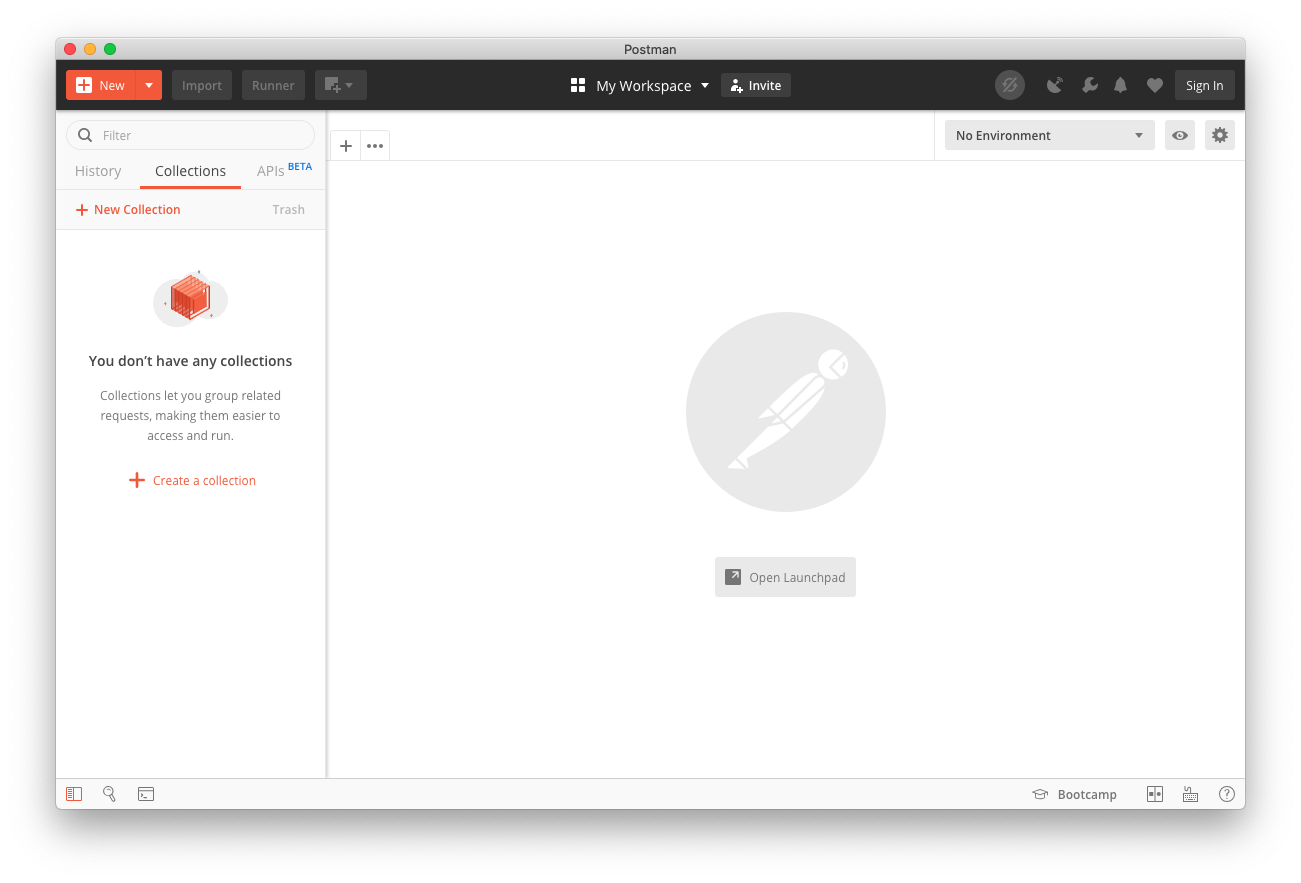 Postman
New
Import
Runner
My Workspace
Invite
Sign In
Filter
No Environment
History
Collections
APIs BETA
New Collection
Trash
You don’t have any collections
Collections let you group related
requests, making them easier to
access and run.
Create a collection
Open Launchpad
Bootcamp